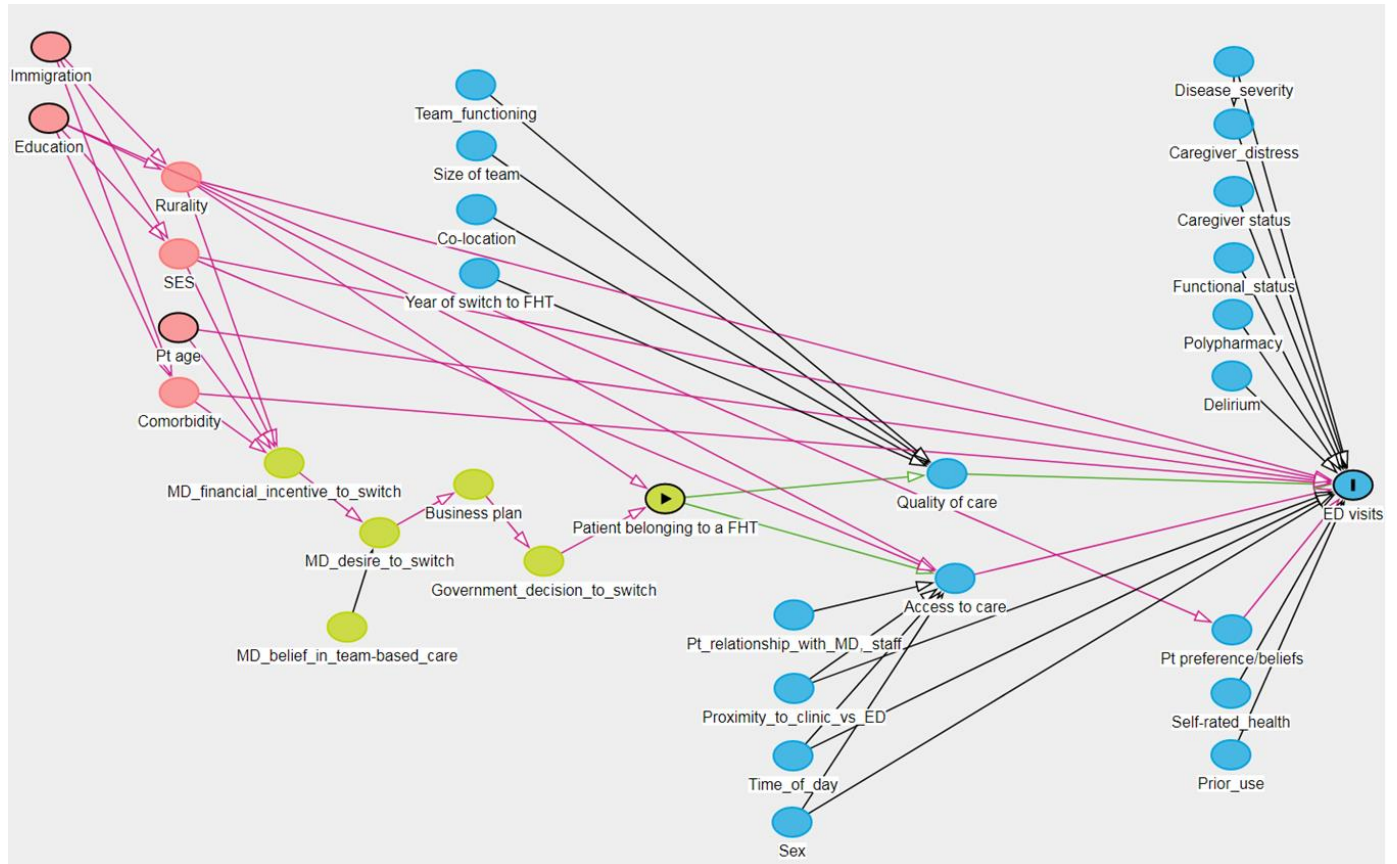 Immigration
Education
Rurality
SES
Pt age
Comorbidity
MD_financial_incentive_to_switch
MD_desire_to_switch
MD_belief_in_team-based_care
Business plan
Government_decision_to_switch
Team_functioning
Size of team
Co-location
Year of switch to FHT
Patient belonging to a FHT
Quality of care
Access to care
Pt_relationship_with_MD,_staff
Proximity_to_clinic_vs_ED
Time_of_day
Sex
Disease_severity
Caregiver_distress
Caregiver status
Functional_status
Polypharmacy
Delirium
ED visits
Pt preference/beliefs
Self-rated_health
Prior_use